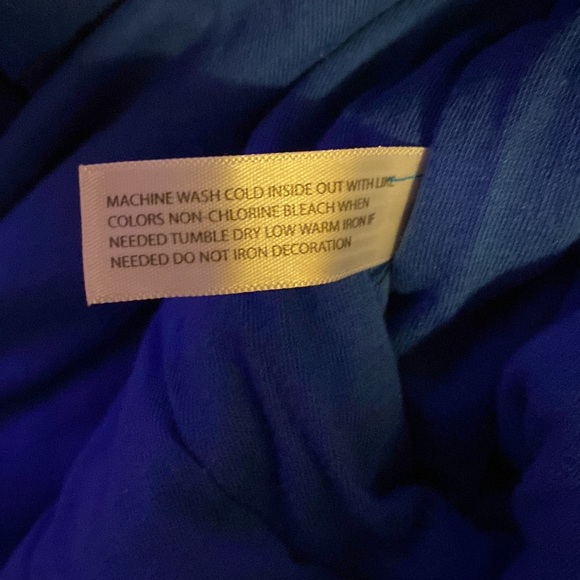 MACHINE WASH COLD INSIDE OUT WITH LIKE
COLORS NON-CHLORINE BLEACH WHEN
NEEDED TUMBLE DRY LOW WARM IRON IF
NEEDED DO NOT IRON DECORATION